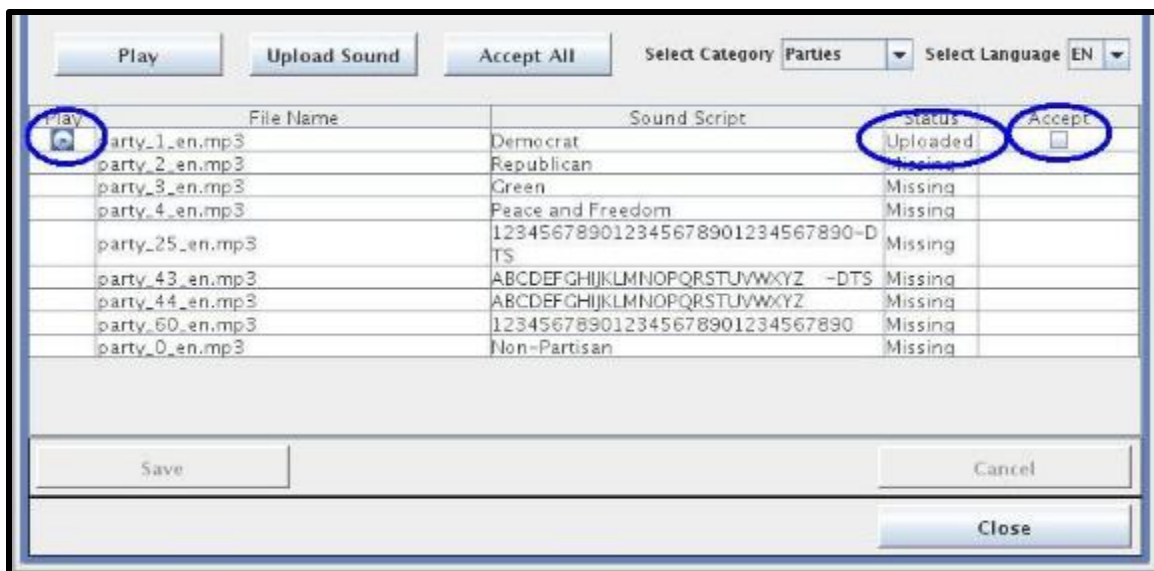 Play Upload Sound Accept All Select Category Parties Select Language EN
Play File Name Sound Script Status Accept
party_1_en.mp3 Democrat Uploaded
party_2_en.mp3 Republican Missing
party_3_en.mp3 Green Missing
party_4_en.mp3 Peace and Freedom Missing
party_25_en.mp3 123456789012345678901234567890-D Missing
TS
party_43_en.mp3 ABCDEFGHIJKLMNOPQRSTUVWXYZ -DTS Missing
party_44_en.mp3 ABCDEFGHIJKLMNOPQRSTUVWXYZ Missing
party_60_en.mp3 123456789012345678901234567890 Missing
party_0_en.mp3 Non-Partisan Missing
Save Cancel
Close